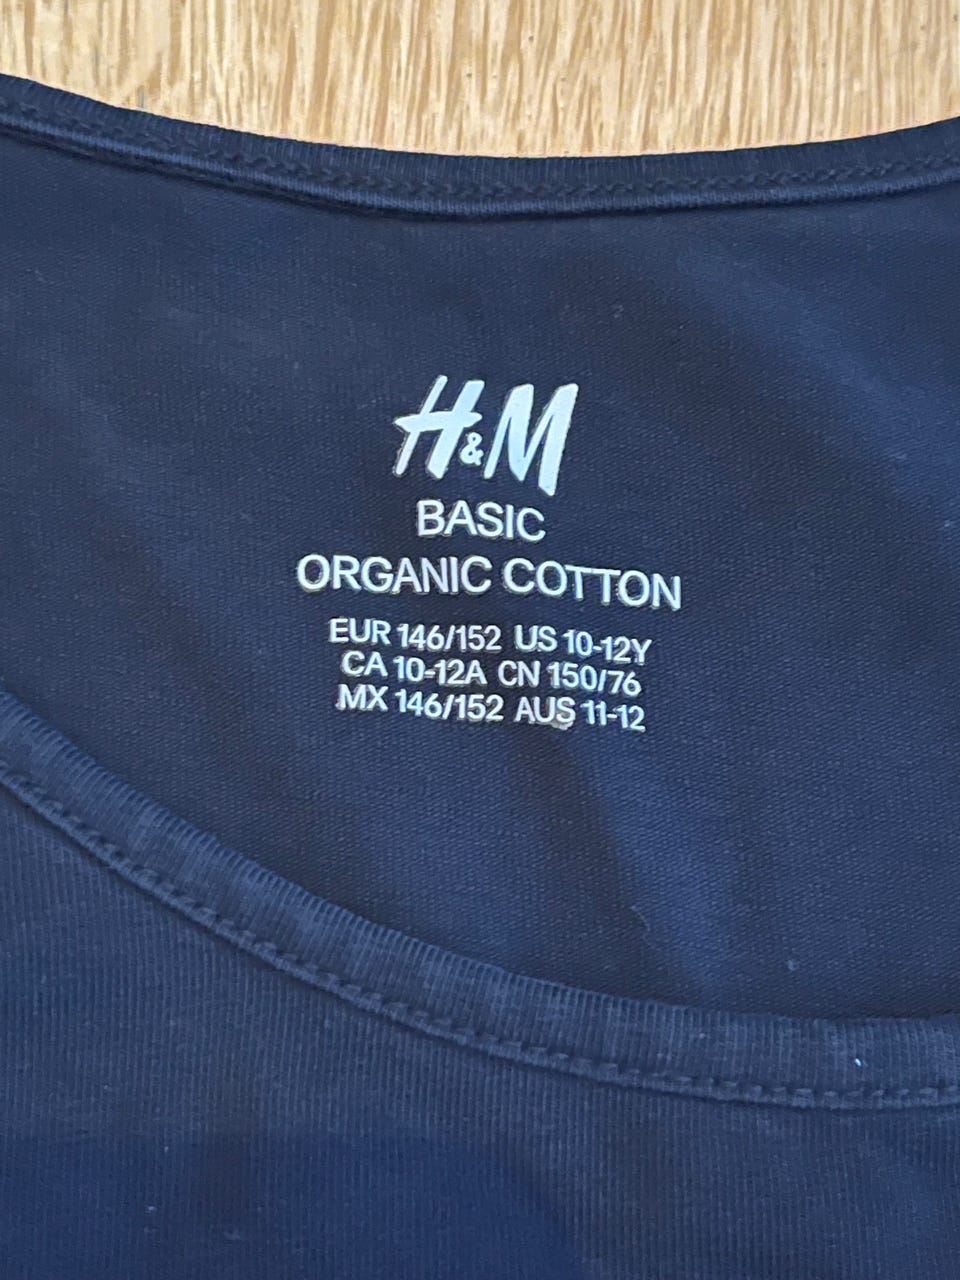 H&M
BASIC
ORGANIC COTTON
EUR 146/152 US 10-12Y
CA 10-12A CN 150/76
MX 146/152 AUS 11-12